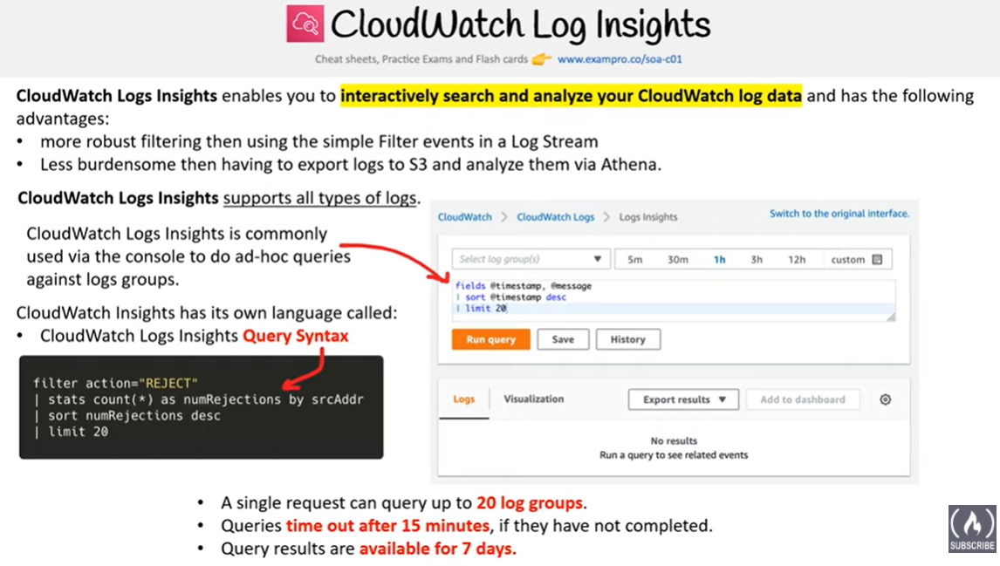 CloudWatch Log Insights
Cheat sheets, Practice Exams and Flash cards 👉 www.exampro.co/soa-c01
CloudWatch Logs Insights enables you to interactively search and analyze your CloudWatch log data and has the following
advantages:
• more robust filtering then using the simple Filter events in a Log Stream
• Less burdensome then having to export logs to S3 and analyze them via Athena.
CloudWatch Logs Insights supports all types of logs.
CloudWatch Logs Insights is commonly
used via the console to do ad-hoc queries
against logs groups.
CloudWatch Insights has its own language called:
• CloudWatch Logs Insights Query Syntax
filter action="REJECT"
| stats count(*) as numRejections by srcAddr
| sort numRejections desc
| limit 20
CloudWatch > CloudWatch Logs > Logs Insights
Switch to the original interface.
Select log group(s) 5m 30m 1h 3h 12h custom
fields @timestamp, @message
| sort @timestamp desc
| limit 20
Run query Save History
Logs Visualization Export results Add to dashboard
No results
Run a query to see related events
• A single request can query up to 20 log groups.
• Queries time out after 15 minutes, if they have not completed.
• Query results are available for 7 days.
SUBSCRIBE